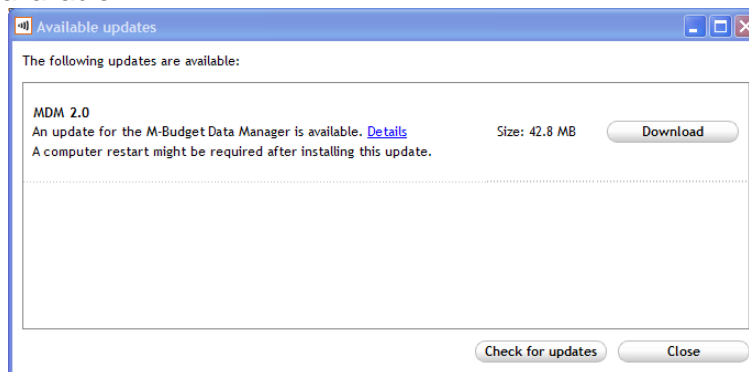 Available updates
The following updates are available:
MDM 2.0
An update for the M-Budget Data Manager is available. Details
Size: 42.8 MB
Download
A computer restart might be required after installing this update.
Check for updates
Close